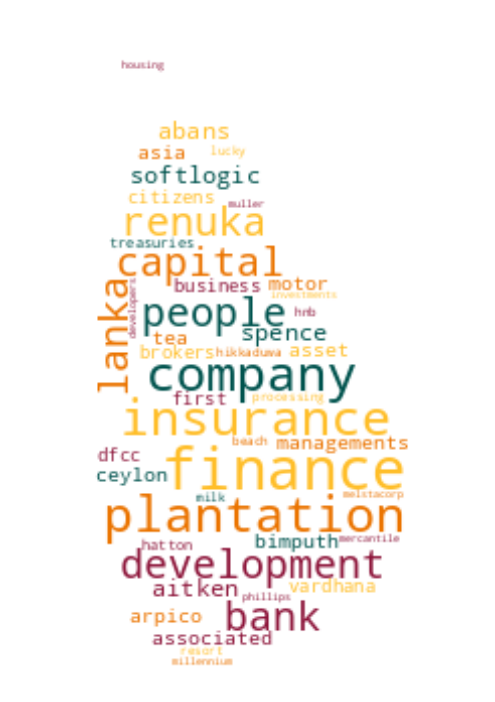 housing
abans
asia lucky
softlogic
citizens
muller
renuka
treasuries
capital
business motor
investments
lanka
developers
people
hnb
spence
tea
brokers hikkaduwa asset
company
first processing
insurance
beach managements
dfcc
finance
ceylon
milk melstacorp
plantation
bimputh mercantile
hatton
development
aitken vardhana
phillips
arpico bank
associated
resort
millennium